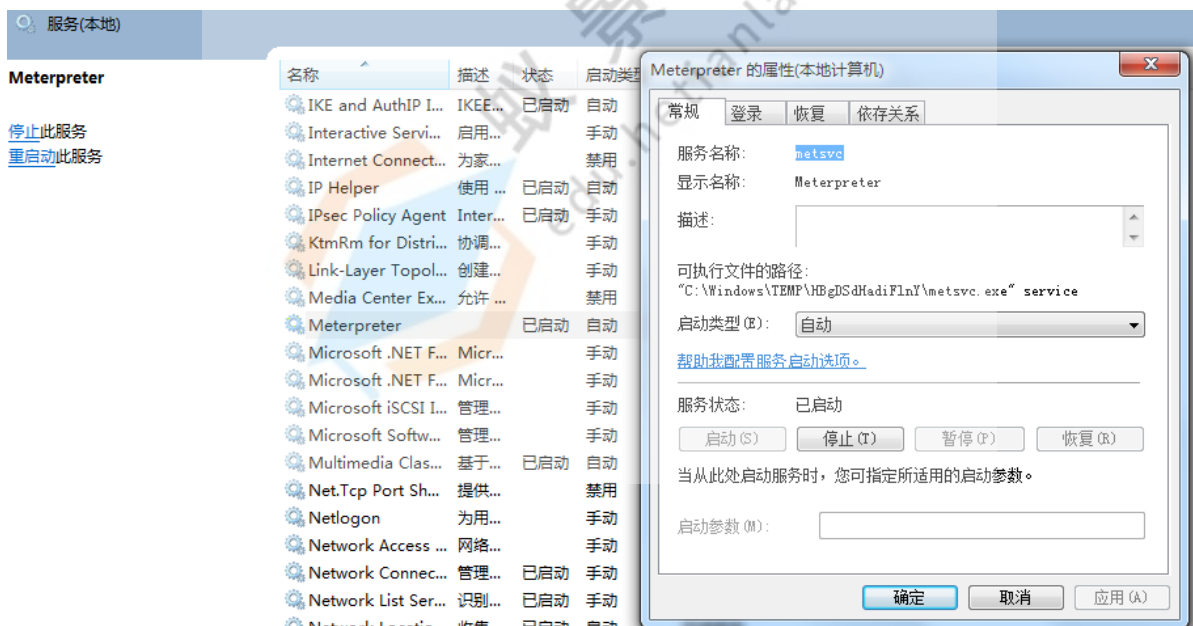 服务(本地)
Meterpreter
停止此服务
重启动此服务
名称 描述 状态 启动类型
IKE and AuthIP I... IKEE... 已启动 自动
Interactive Servi... 启用... 手动
Internet Connect... 为家... 禁用
IP Helper 使用 ... 已启动 自动
IPsec Policy Agent Inter... 已启动 手动
KtmRm for Distri... 协调... 手动
Link-Layer Topol... 创建... 手动
Media Center Ex... 允许 ... 禁用
Meterpreter 已启动 自动
Microsoft .NET F... Micr... 手动
Microsoft .NET F... Micr... 手动
Microsoft iSCSI I... 管理... 手动
Microsoft Softw... 管理... 手动
Multimedia Clas... 基于... 已启动 自动
Net.Tcp Port Sh... 提供... 禁用
Netlogon 为用... 手动
Network Access ... 网络... 手动
Network Connec... 管理... 已启动 手动
Network List Ser... 识别... 已启动 手动
Meterpreter 的属性(本地计算机)
常规 登录 恢复 依存关系
服务名称: metsvc
显示名称: Meterpreter
描述:
可执行文件的路径:
"C:\Windows\TEMP\HBgDSdHadiFlnY\metsvc.exe" service
启动类型(E): 自动
帮助我配置服务启动选项。
服务状态: 已启动
启动(S) 停止(T) 暂停(P) 恢复(R)
当从此处启动服务时，您可指定所适用的启动参数。
启动参数(M):
确定 取消 应用(A)